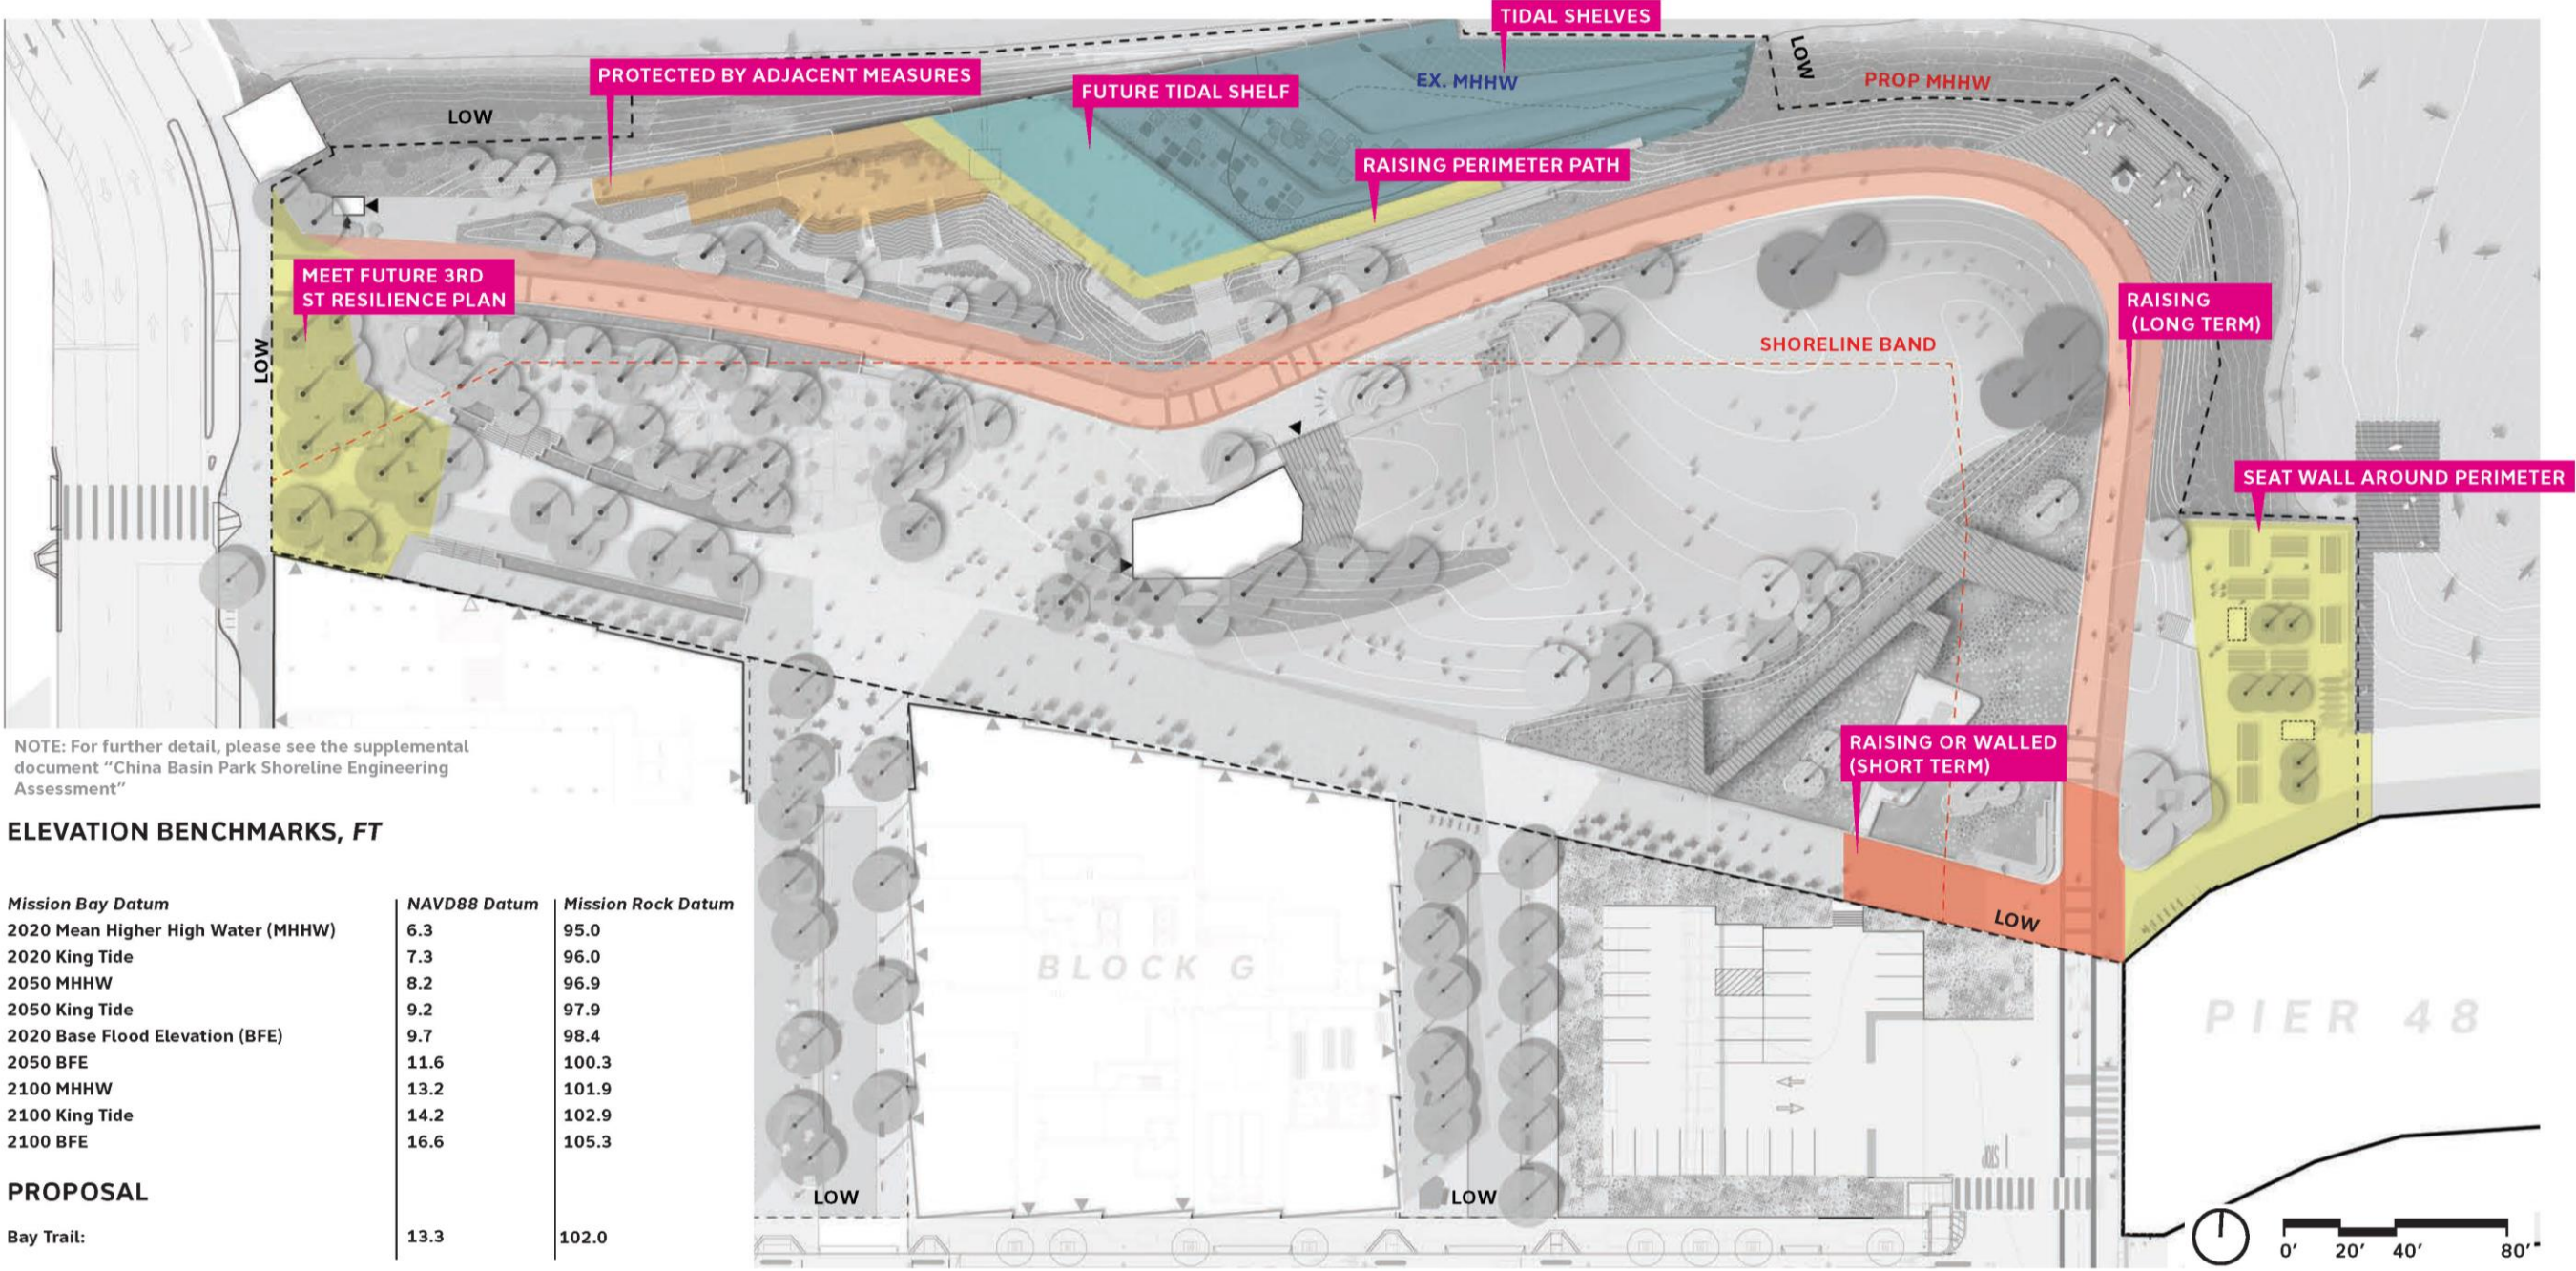 TIDAL SHELVES
PROTECTED BY ADJACENT MEASURES
FUTURE TIDAL SHELF
EX. MHHW
LOW
PROP MHHW
LOW
RAISING PERIMETER PATH
MEET FUTURE 3RD
ST RESILIENCE PLAN
RAISING
(LONG TERM)
LOW
SHORELINE BAND
SEAT WALL AROUND PERIMETER
RAISING OR WALLED
(SHORT TERM)
LOW
BLOCK G
PIER 48
STOP
LOW
LOW
NOTE: For further detail, please see the supplemental
document “China Basin Park Shoreline Engineering
Assessment”
ELEVATION BENCHMARKS, FT
Mission Bay Datum NAVD88 Datum Mission Rock Datum
2020 Mean Higher High Water (MHHW) 6.3 95.0
2020 King Tide 7.3 96.0
2050 MHHW 8.2 96.9
2050 King Tide 9.2 97.9
2020 Base Flood Elevation (BFE) 9.7 98.4
2050 BFE 11.6 100.3
2100 MHHW 13.2 101.9
2100 King Tide 14.2 102.9
2100 BFE 16.6 105.3
PROPOSAL
Bay Trail: 13.3 102.0
0' 20' 40' 80'